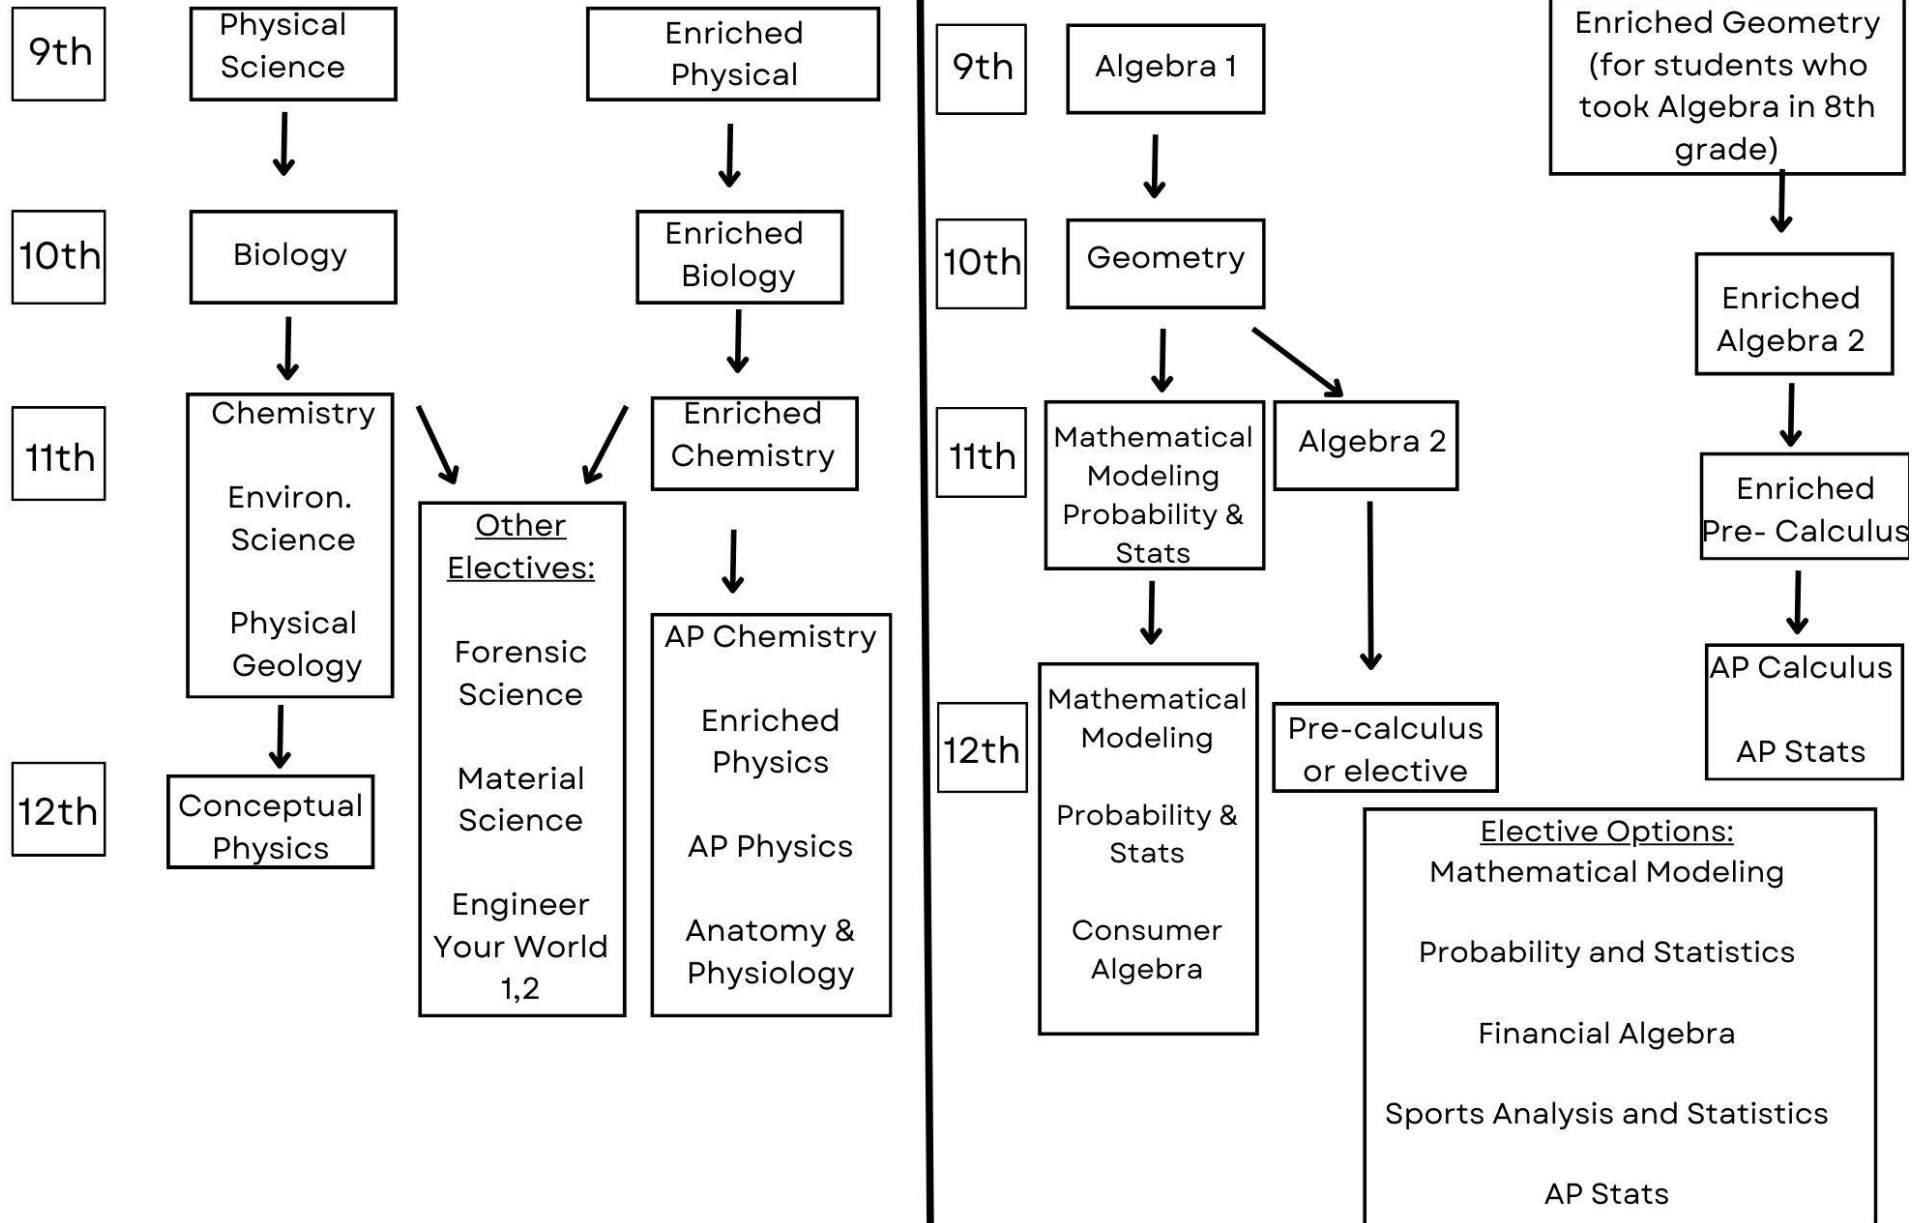 9th
Physical
Science
Enriched
Physical
10th
Biology
Enriched
Biology
11th
Chemistry
Environ.
Science
Physical
Geology
Enriched
Chemistry
Other
Electives:
Forensic
Science
Material
Science
Engineer
Your World
1,2
AP Chemistry
Enriched
Physics
AP Physics
Anatomy &
Physiology
12th
Conceptual
Physics
9th
Algebra 1
Enriched Geometry
(for students who
took Algebra in 8th
grade)
10th
Geometry
Enriched
Algebra 2
11th
Mathematical
Modeling
Probability &
Stats
Algebra 2
Enriched
Pre- Calculus
12th
Mathematical
Modeling
Probability &
Stats
Consumer
Algebra
Pre-calculus
or elective
AP Calculus
AP Stats
Elective Options:
Mathematical Modeling
Probability and Statistics
Financial Algebra
Sports Analysis and Statistics
AP Stats